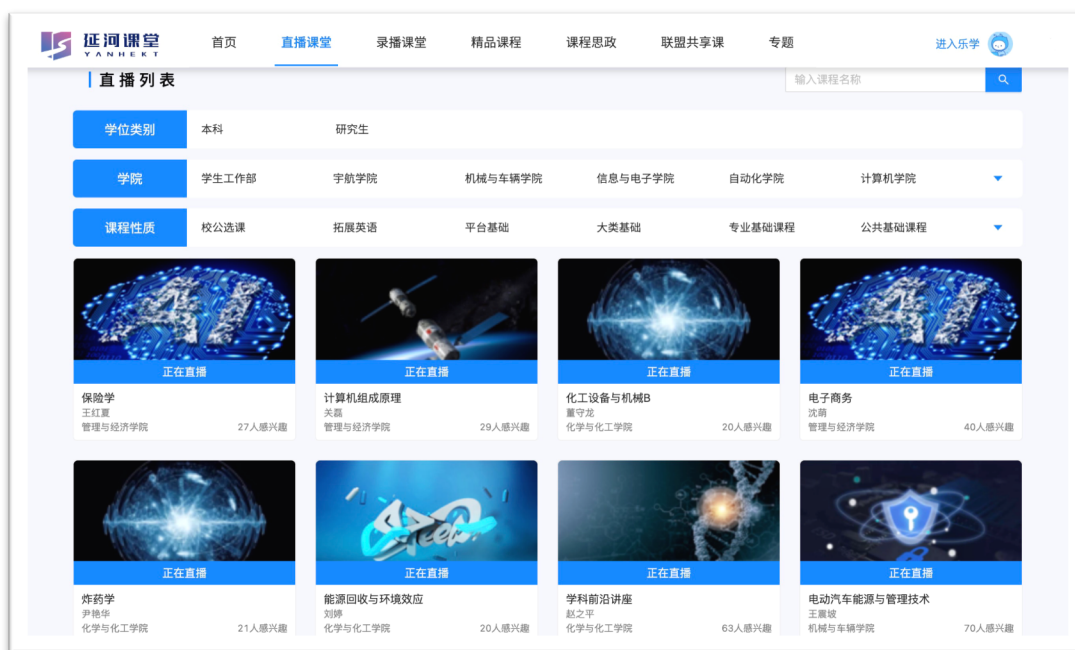 延河课堂
YANHEKT
首页 直播课堂 录播课堂 精品课程 课程思政 联盟共享课 专题 进入乐学
直播列表
输入课程名称
学位类别 本科 研究生
学院 学生工作部 宇航学院 机械与车辆学院 信息与电子学院 自动化学院 计算机学院
课程性质 校公选课 拓展英语 平台基础 大类基础 专业基础课程 公共基础课程
AI AI
正在直播 正在直播 正在直播 正在直播
保险学 计算机组成原理 化工设备与机械B 电子商务
王红夏 关磊 董守龙 沈萌
管理与经济学院 27人感兴趣 管理与经济学院 29人感兴趣 化学与化工学院 20人感兴趣 管理与经济学院 40人感兴趣
Speed
正在直播 正在直播 正在直播 正在直播
炸药学 能源回收与环境效应 学科前沿讲座 电动汽车能源与管理技术
尹艳华 刘婷 赵之平 王震坡
化学与化工学院 21人感兴趣 化学与化工学院 20人感兴趣 化学与化工学院 63人感兴趣 机械与车辆学院 70人感兴趣